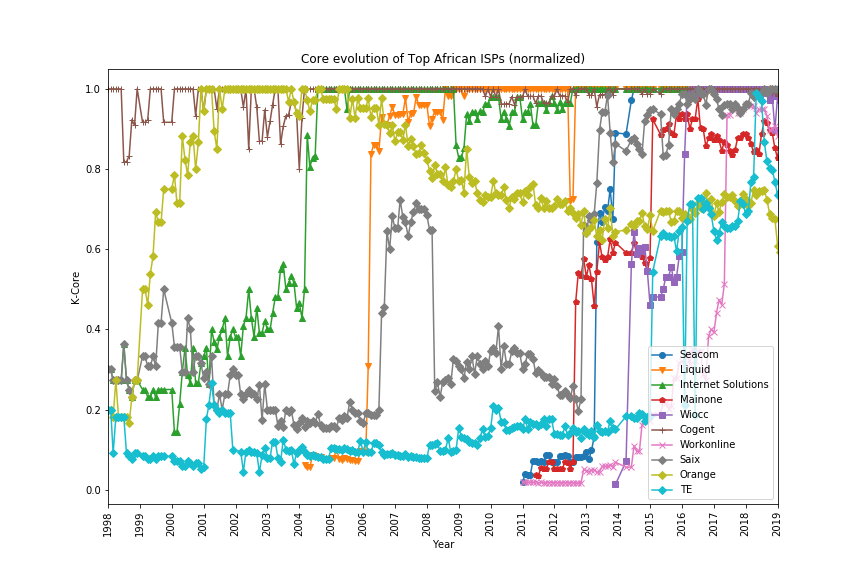 Core evolution of Top African ISPs (normalized)
K-Core
1.0
0.8
0.6
0.4
0.2
0.0
Seacom
Liquid
Internet Solutions
Mainone
Wiocc
Cogent
Workonline
Saix
Orange
TE
1998 1999 2000 2001 2002 2003 2004 2005 2006 2007 2008 2009 2010 2011 2012 2013 2014 2015 2016 2017 2018 2019
Year